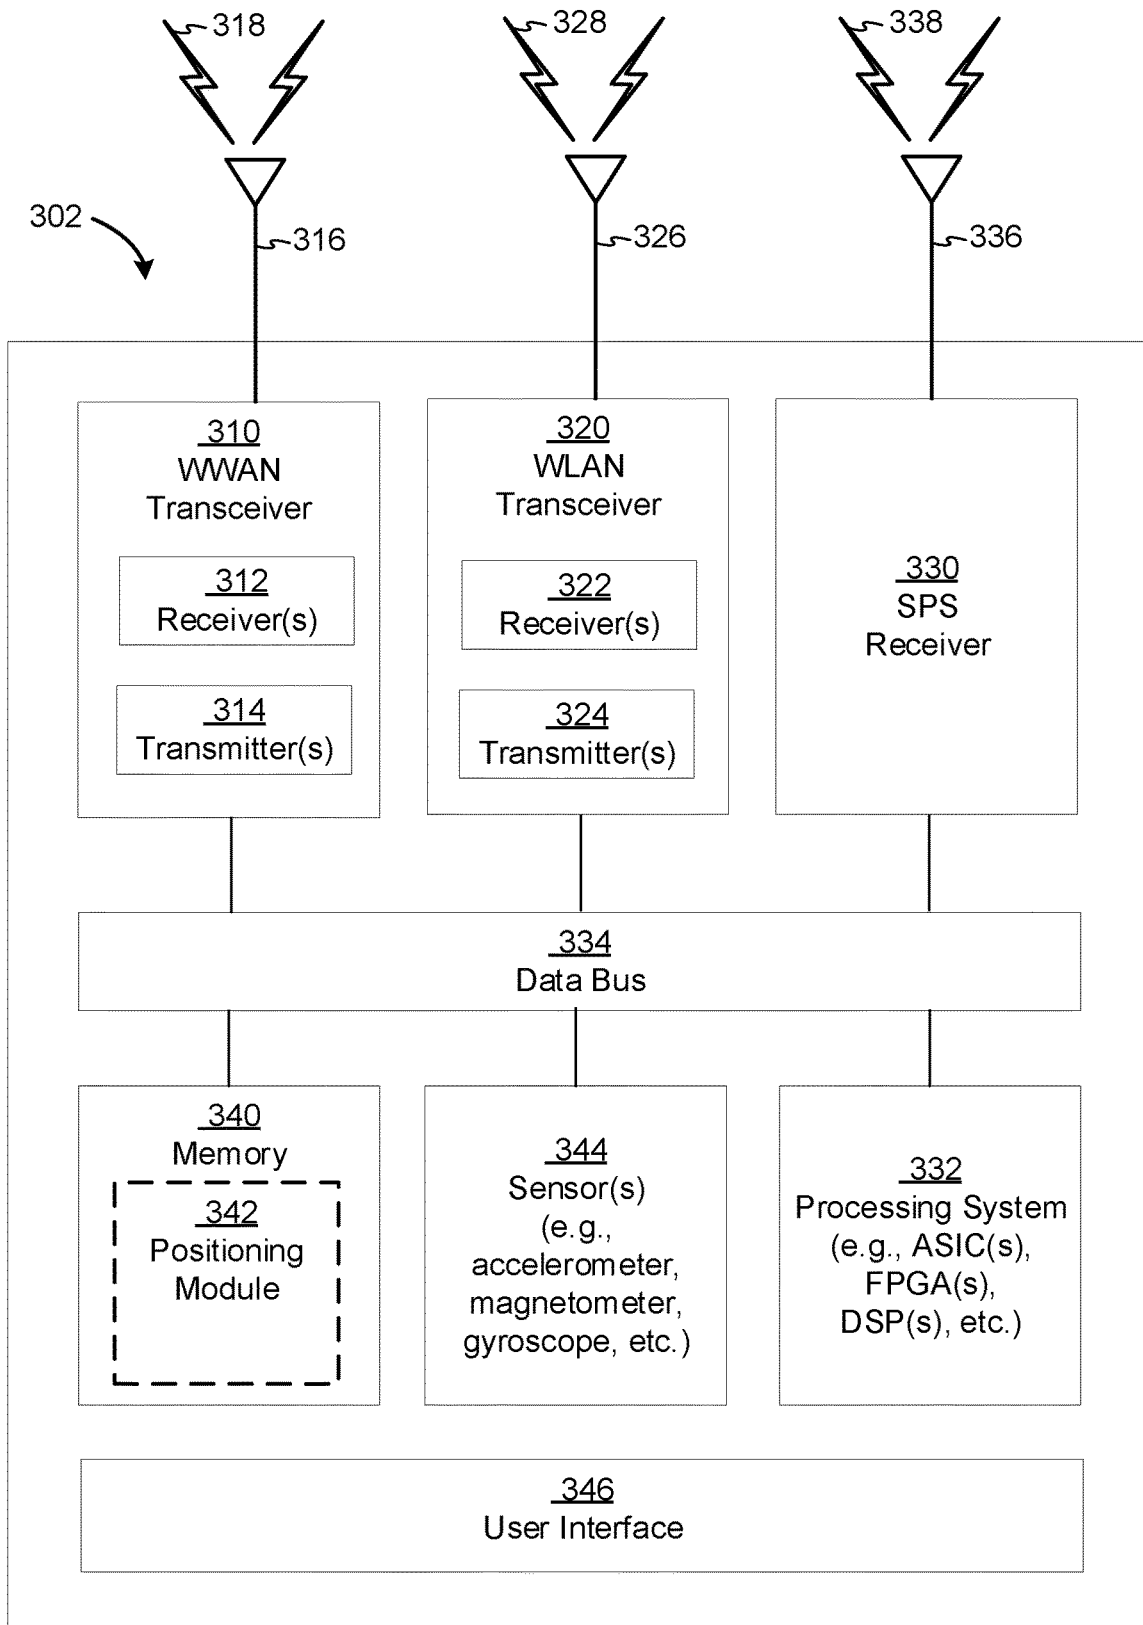 318
328
338
302
316
326
336
310
WWAN
Transceiver
312
Receiver(s)
314
Transmitter(s)
320
WLAN
Transceiver
322
Receiver(s)
324
Transmitter(s)
330
SPS
Receiver
334
Data Bus
340
Memory
342
Positioning
Module
344
Sensor(s)
(e.g.,
accelerometer,
magnetometer,
gyroscope, etc.)
332
Processing System
(e.g., ASIC(s),
FPGA(s),
DSP(s), etc.)
346
User Interface